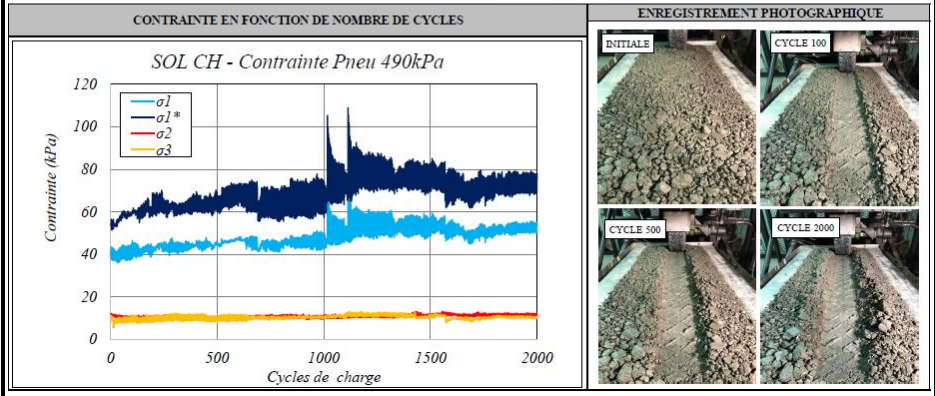 CONTRAINTE EN FONCTION DE NOMBRE DE CYCLES
SOL CH - Contrainte Pneu 490kPa
σ1
σ1*
σ2
σ3
Contrainte (kPa)
120
100
80
60
40
20
0
0 500 1000 1500 2000
Cycles de charge
ENREGISTREMENT PHOTOGRAPHIQUE
INITIALE
CYCLE 100
CYCLE 500
CYCLE 2000